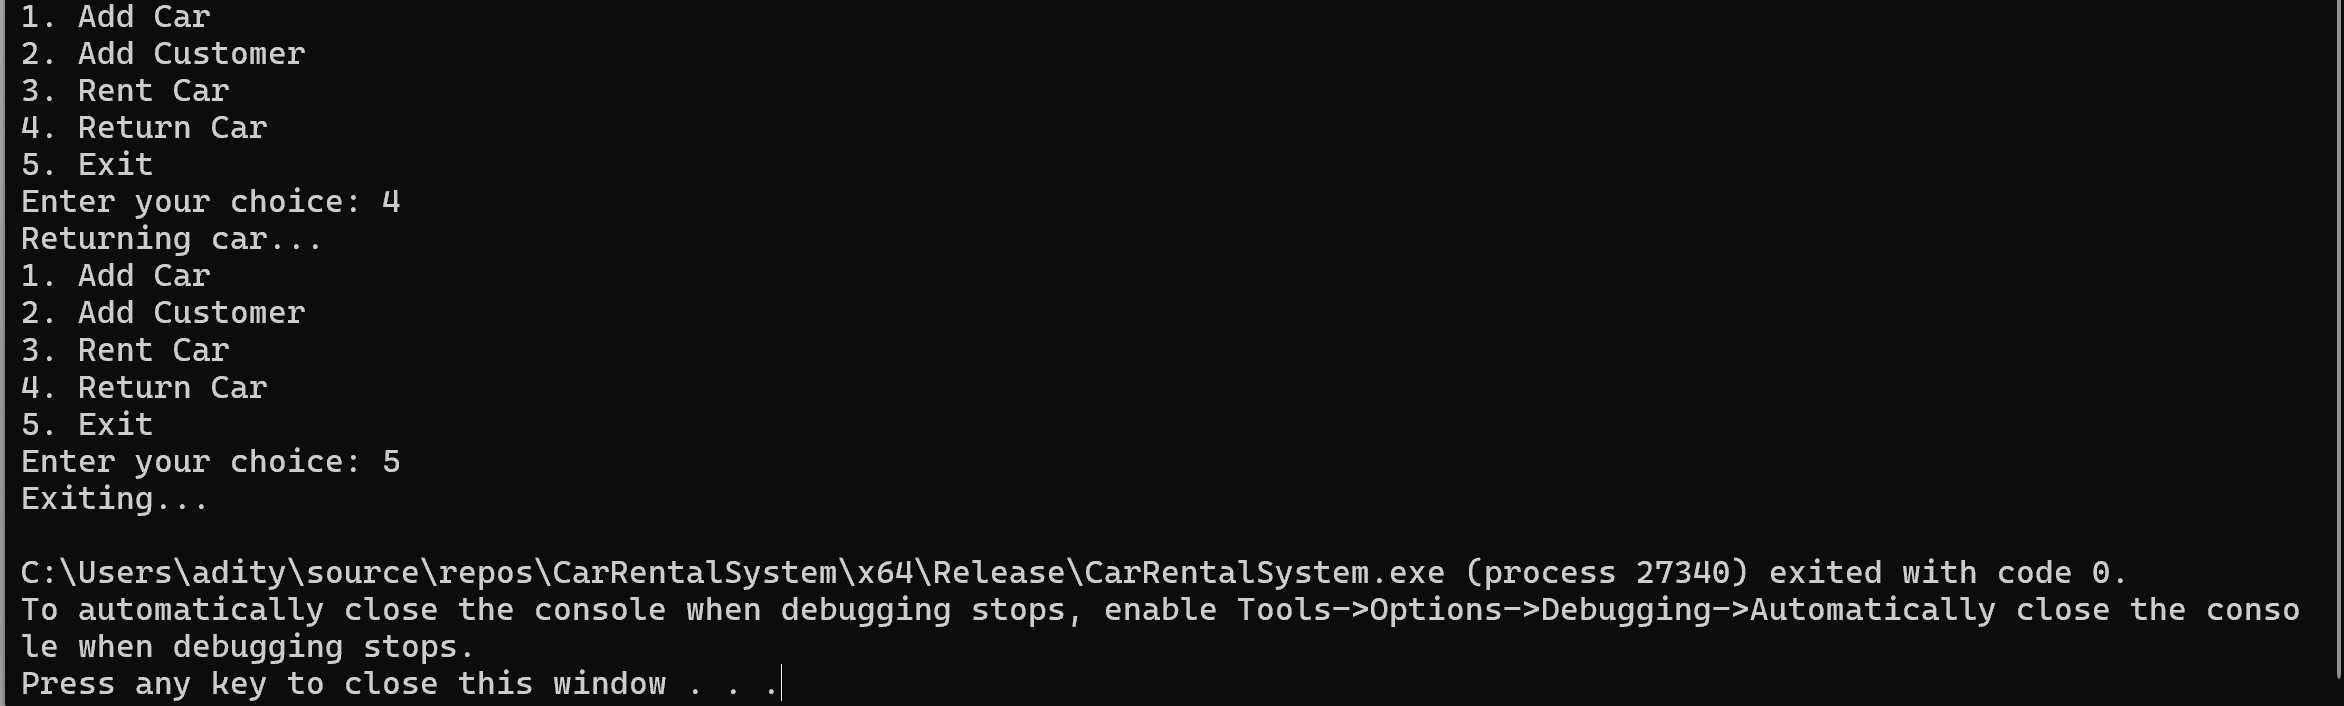 1. Add Car
2. Add Customer
3. Rent Car
4. Return Car
5. Exit
Enter your choice: 4
Returning car...
1. Add Car
2. Add Customer
3. Rent Car
4. Return Car
5. Exit
Enter your choice: 5
Exiting...

C:\Users\adity\source\repos\CarRentalSystem\x64\Release\CarRentalSystem.exe (process 27340) exited with code 0.
To automatically close the console when debugging stops, enable Tools->Options->Debugging->Automatically close the conso
le when debugging stops.
Press any key to close this window . . .